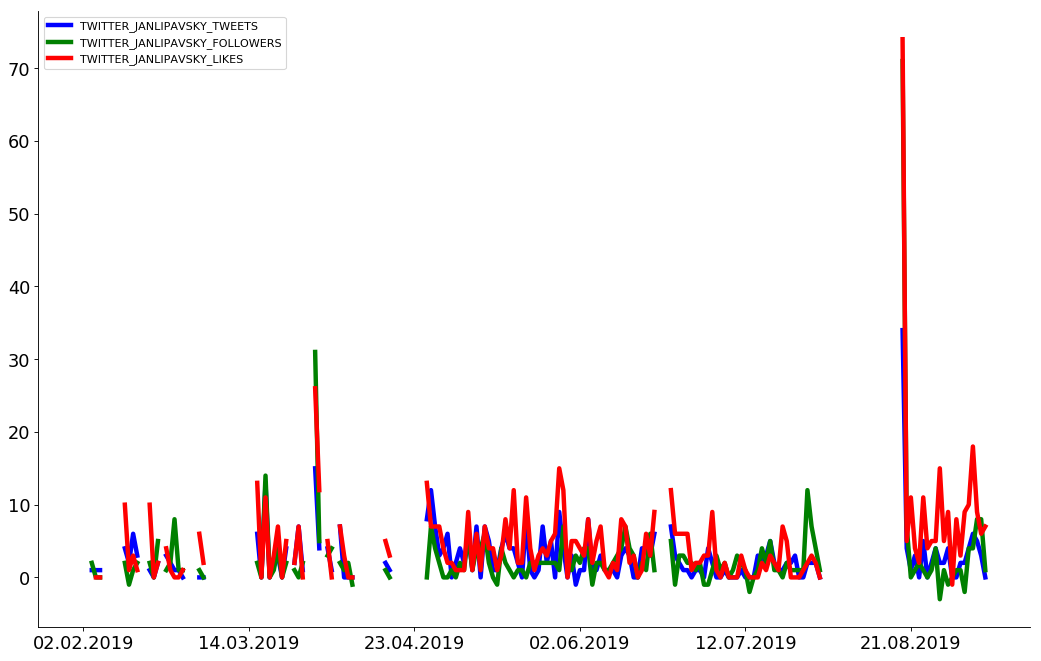 TWITTER_JANLIPAVSKY_TWEETS
TWITTER_JANLIPAVSKY_FOLLOWERS
TWITTER_JANLIPAVSKY_LIKES
70
60
50
40
30
20
10
0
02.02.2019 14.03.2019 23.04.2019 02.06.2019 12.07.2019 21.08.2019